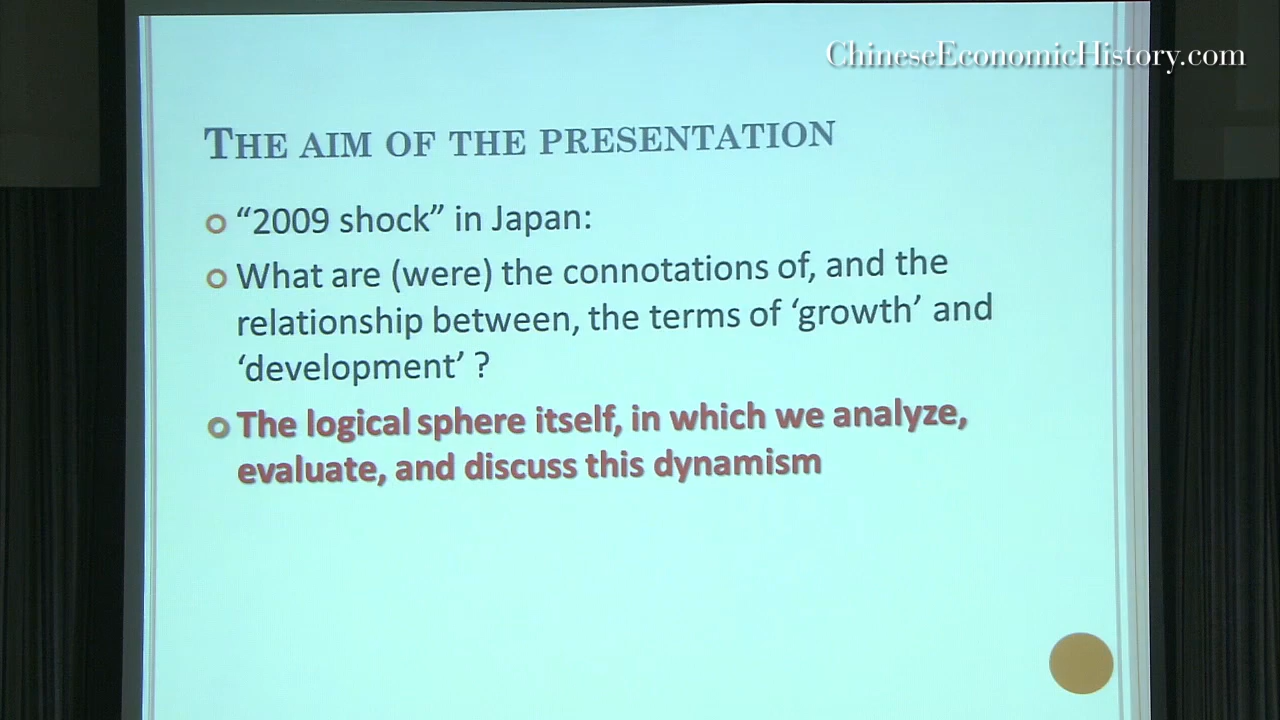 ChineseEconomicHistory.com
THE AIM OF THE PRESENTATION
“2009 shock” in Japan:
What are (were) the connotations of, and the
relationship between, the terms of ‘growth’ and
‘development’ ?
The logical sphere itself, in which we analyze,
evaluate, and discuss this dynamism